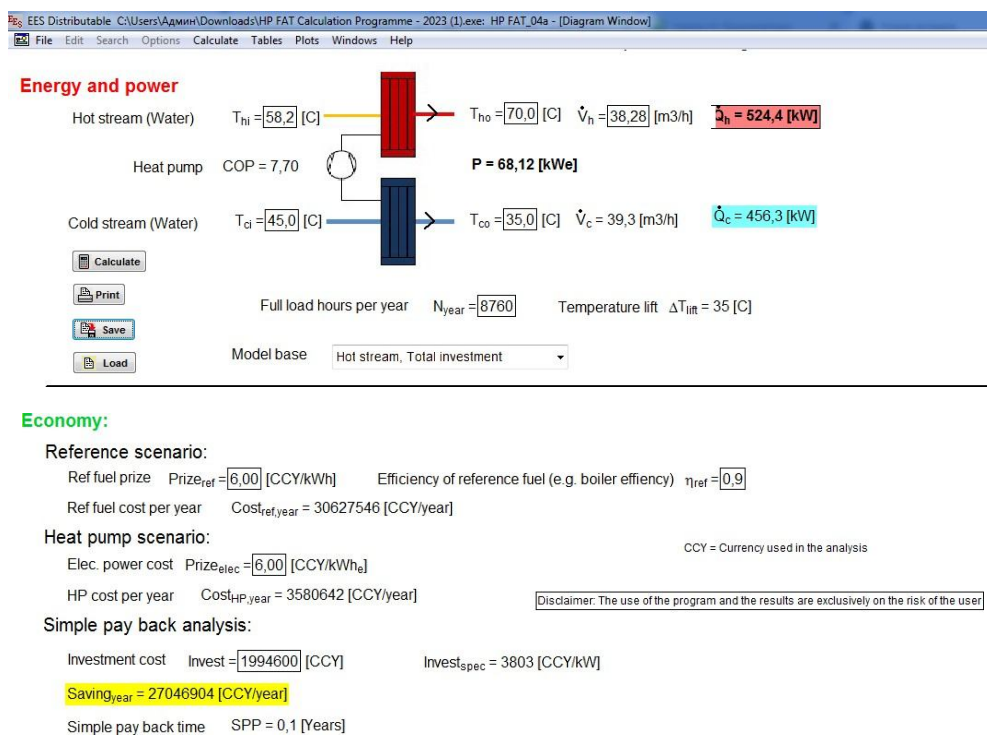 EES Distributable C:\Users\Админ\Downloads\HP FAT Calculation Programme - 2023 (1).exe: HP FAT_04a - [Diagram Window]
File Edit Search Options Calculate Tables Plots Windows Help
Energy and power
Hot stream (Water) Thi = 58,2 [C] Tho = 70,0 [C] V̇h = 38,28 [m3/h] Q̇h = 524,4 [kW]
Heat pump COP = 7,70 P = 68,12 [kWe]
Cold stream (Water) Tci = 45,0 [C] Tco = 35,0 [C] V̇c = 39,3 [m3/h] Q̇c = 456,3 [kW]
Calculate
Print
Full load hours per year Nyear = 8760 Temperature lift ΔTlift = 35 [C]
Save
Model base Hot stream, Total investment
Load
Economy:
Reference scenario:
Ref fuel prize Prizeref = 6,00 [CCY/kWh] Efficiency of reference fuel (e.g. boiler effiency) ηref = 0,9
Ref fuel cost per year Costref,year = 30627546 [CCY/year]
Heat pump scenario:
CCY = Currency used in the analysis
Elec. power cost Prizeelec = 6,00 [CCY/kWhe]
HP cost per year CostHP,year = 3580642 [CCY/year]
Disclaimer: The use of the program and the results are exclusively on the risk of the user
Simple pay back analysis:
Investment cost Invest = 1994600 [CCY] Investspec = 3803 [CCY/kW]
Savingyear = 27046904 [CCY/year]
Simple pay back time SPP = 0,1 [Years]